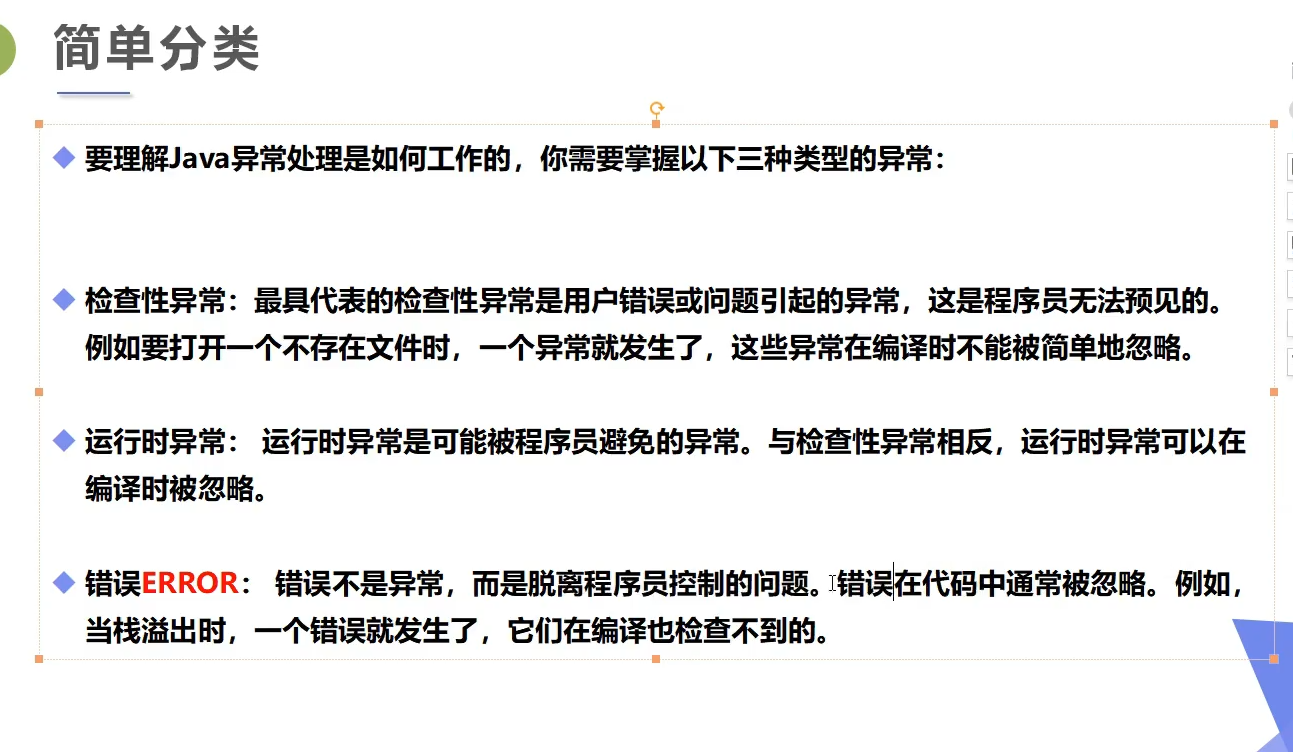 简单分类
要理解Java异常处理是如何工作的，你需要掌握以下三种类型的异常：
检查性异常：最具代表的检查性异常是用户错误或问题引起的异常，这是程序员无法预见的。
例如要打开一个不存在文件时，一个异常就发生了，这些异常在编译时不能被简单地忽略。
运行时异常： 运行时异常是可能被程序员避免的异常。与检查性异常相反，运行时异常可以在
编译时被忽略。
错误ERROR： 错误不是异常，而是脱离程序员控制的问题。错误在代码中通常被忽略。例如，
当栈溢出时，一个错误就发生了，它们在编译也检查不到的。